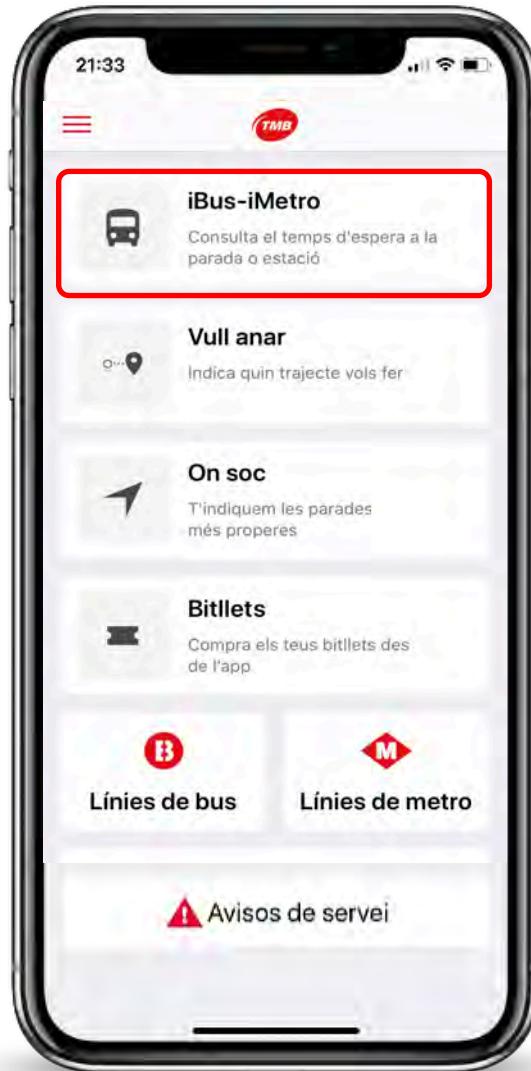 21:33
TMB
iBus-iMetro
Consulta el temps d'espera a la
parada o estació
Vull anar
Indica quin trajecte vols fer
On soc
T'indiquem les parades
més properes
Bitllets
Compra els teus bitllets des
de l'app
B
M
Línies de bus
Línies de metro
Avisos de servei